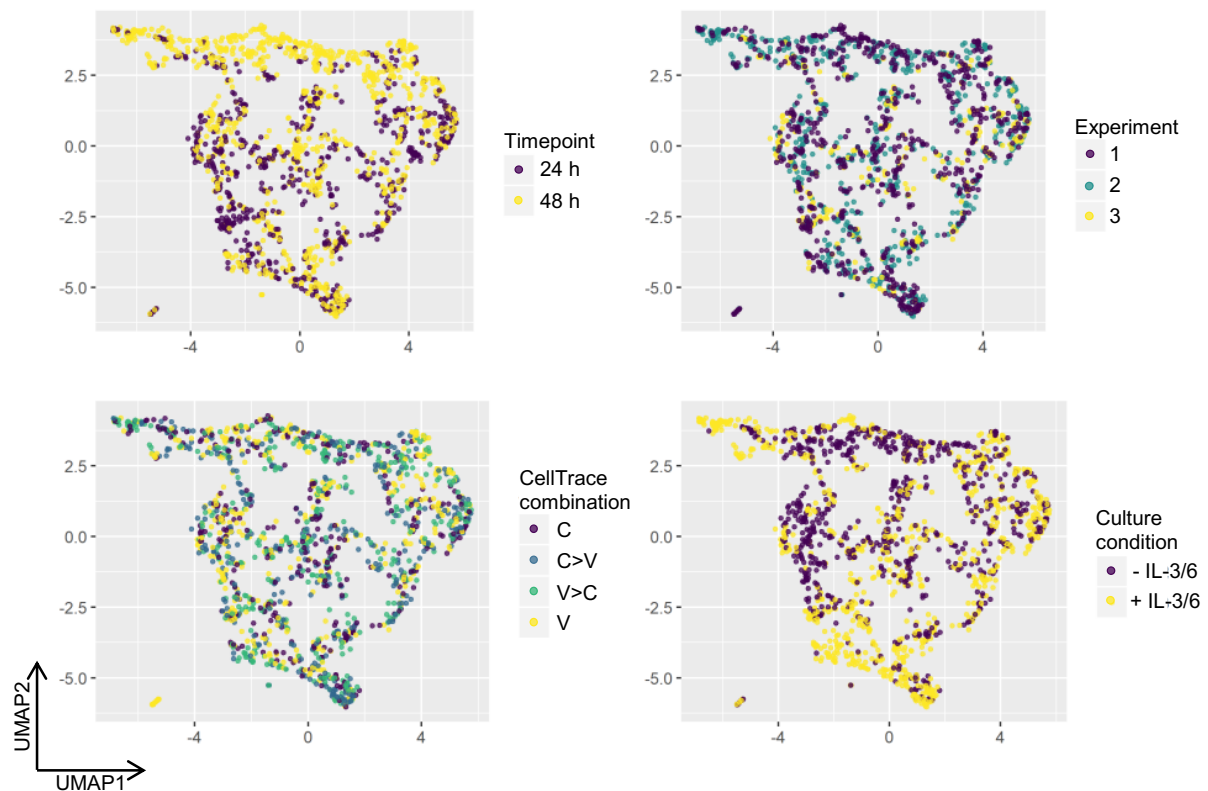 2.5
0.0
-2.5
-5.0
-4
0
4
Timepoint
24 h
48 h
2.5
0.0
-2.5
-5.0
-4
0
4
Experiment
1
2
3
2.5
0.0
-2.5
-5.0
-4
0
4
CellTrace
combination
C
C>V
V>C
V
2.5
0.0
-2.5
-5.0
-4
0
4
Culture
condition
- IL-3/6
+ IL-3/6
UMAP2
UMAP1